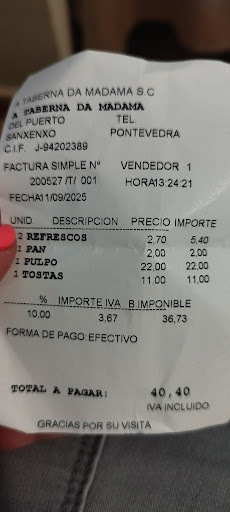 A TABERNA DA MADAMA S.C
A TABERNA DA MADAMA
DEL PUERTO TEL.
SANXENXO PONTEVEDRA
C.I.F. J-94202389
FACTURA SIMPLE Nº VENDEDOR 1
200527 /T/ 001 HORA13:24:21
FECHA11/09/2025
UNID DESCRIPCION PRECIO IMPORTE
2 REFRESCOS 2,70 5,40
1 PAN 2,00 2,00
1 PULPO 22,00 22,00
1 TOSTAS 11,00 11,00
% IMPORTE IVA B.IMPONIBLE
10,00 3,67 36,73
FORMA DE PAGO:EFECTIVO
TOTAL A PAGAR: 40,40
IVA INCLUIDO
GRACIAS POR SU VISITA